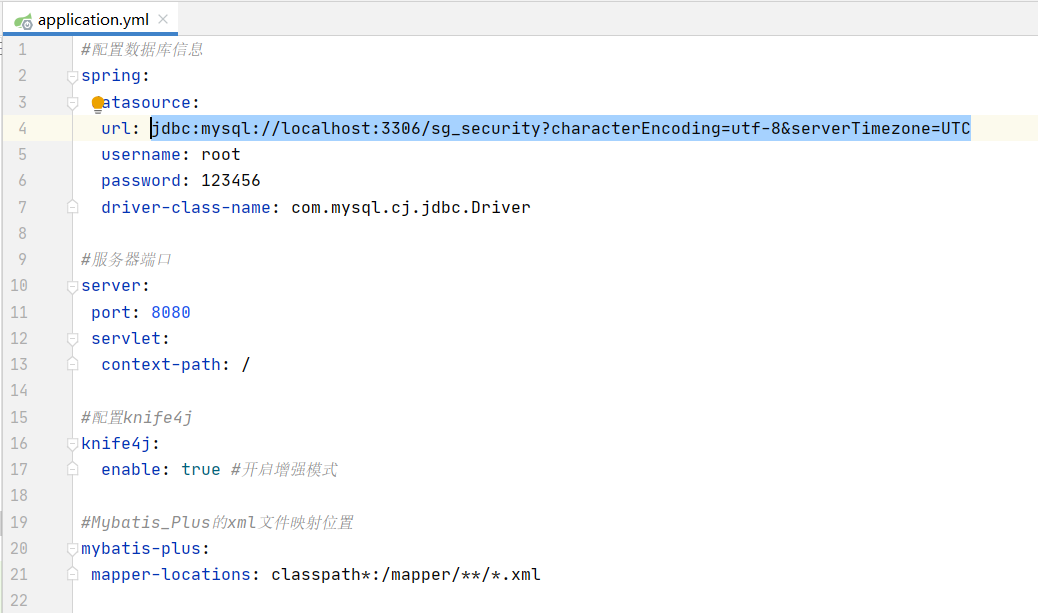 application.yml
1 #配置数据库信息
2 spring:
3 atasource:
4 url: jdbc:mysql://localhost:3306/sg_security?characterEncoding=utf-8&serverTimezone=UTC
5 username: root
6 password: 123456
7 driver-class-name: com.mysql.cj.jdbc.Driver
8
9 #服务器端口
10 server:
11 port: 8080
12 servlet:
13 context-path: /
14
15 #配置knife4j
16 knife4j:
17 enable: true #开启增强模式
18
19 #Mybatis_Plus的xml文件映射位置
20 mybatis-plus:
21 mapper-locations: classpath*:/mapper/**/*.xml
22